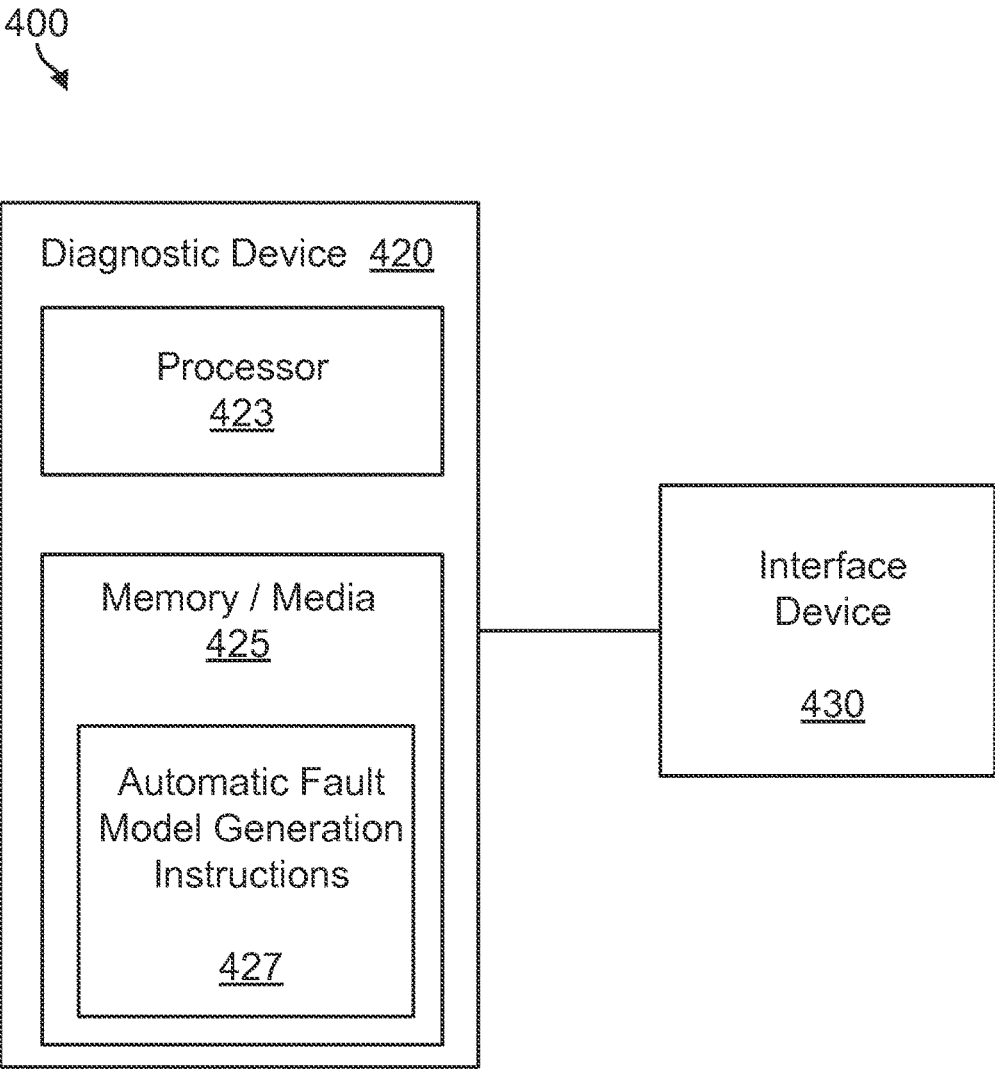 400
Diagnostic Device 420
Processor
423
Memory / Media
425
Automatic Fault
Model Generation
Instructions
427
Interface
Device
430